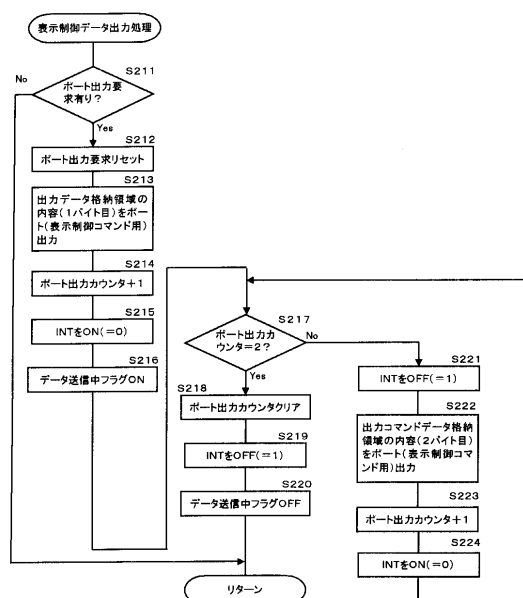 表示制御データ出力処理
S211
No
ポート出力要
求有り？
Yes
S212
ポート出力要求リセット
S213
出力データ格納領域の
内容(1バイト目)をポー
ト(表示制御コマンド用)
出力
S214
ポート出力カウンタ+1
S215
INTをON(=0)
S216
データ送信中フラグON
S217
ポート出力カ
ウンタ=2？
No
Yes
S218
ポート出力カウンタクリア
S219
INTをOFF(=1)
S220
データ送信中フラグOFF
リターン
S221
INTをOFF(=1)
S222
出力コマンドデータ格納
領域の内容(2バイト目)
をポート(表示制御コマ
ンド用)出力
S223
ポート出力カウンタ+1
S224
INTをON(=0)